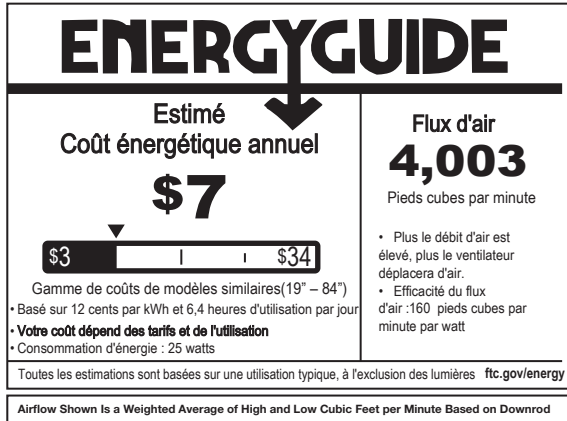 ENERGYGUIDE
Estimé
Coût énergétique annuel
$7
$3
$34
Gamme de coûts de modèles similaires(19” – 84”)
• Basé sur 12 cents par kWh et 6,4 heures d'utilisation par jour
• Votre coût dépend des tarifs et de l'utilisation
• Consommation d'énergie : 25 watts
Flux d'air
4,003
Pieds cubes par minute
• Plus le débit d'air est
élevé, plus le ventilateur
déplacera d'air.
• Efficacité du flux
d'air :160 pieds cubes par
minute par watt
Toutes les estimations sont basées sur une utilisation typique, à l'exclusion des lumières ftc.gov/energy
Airflow Shown Is a Weighted Average of High and Low Cubic Feet per Minute Based on Downrod